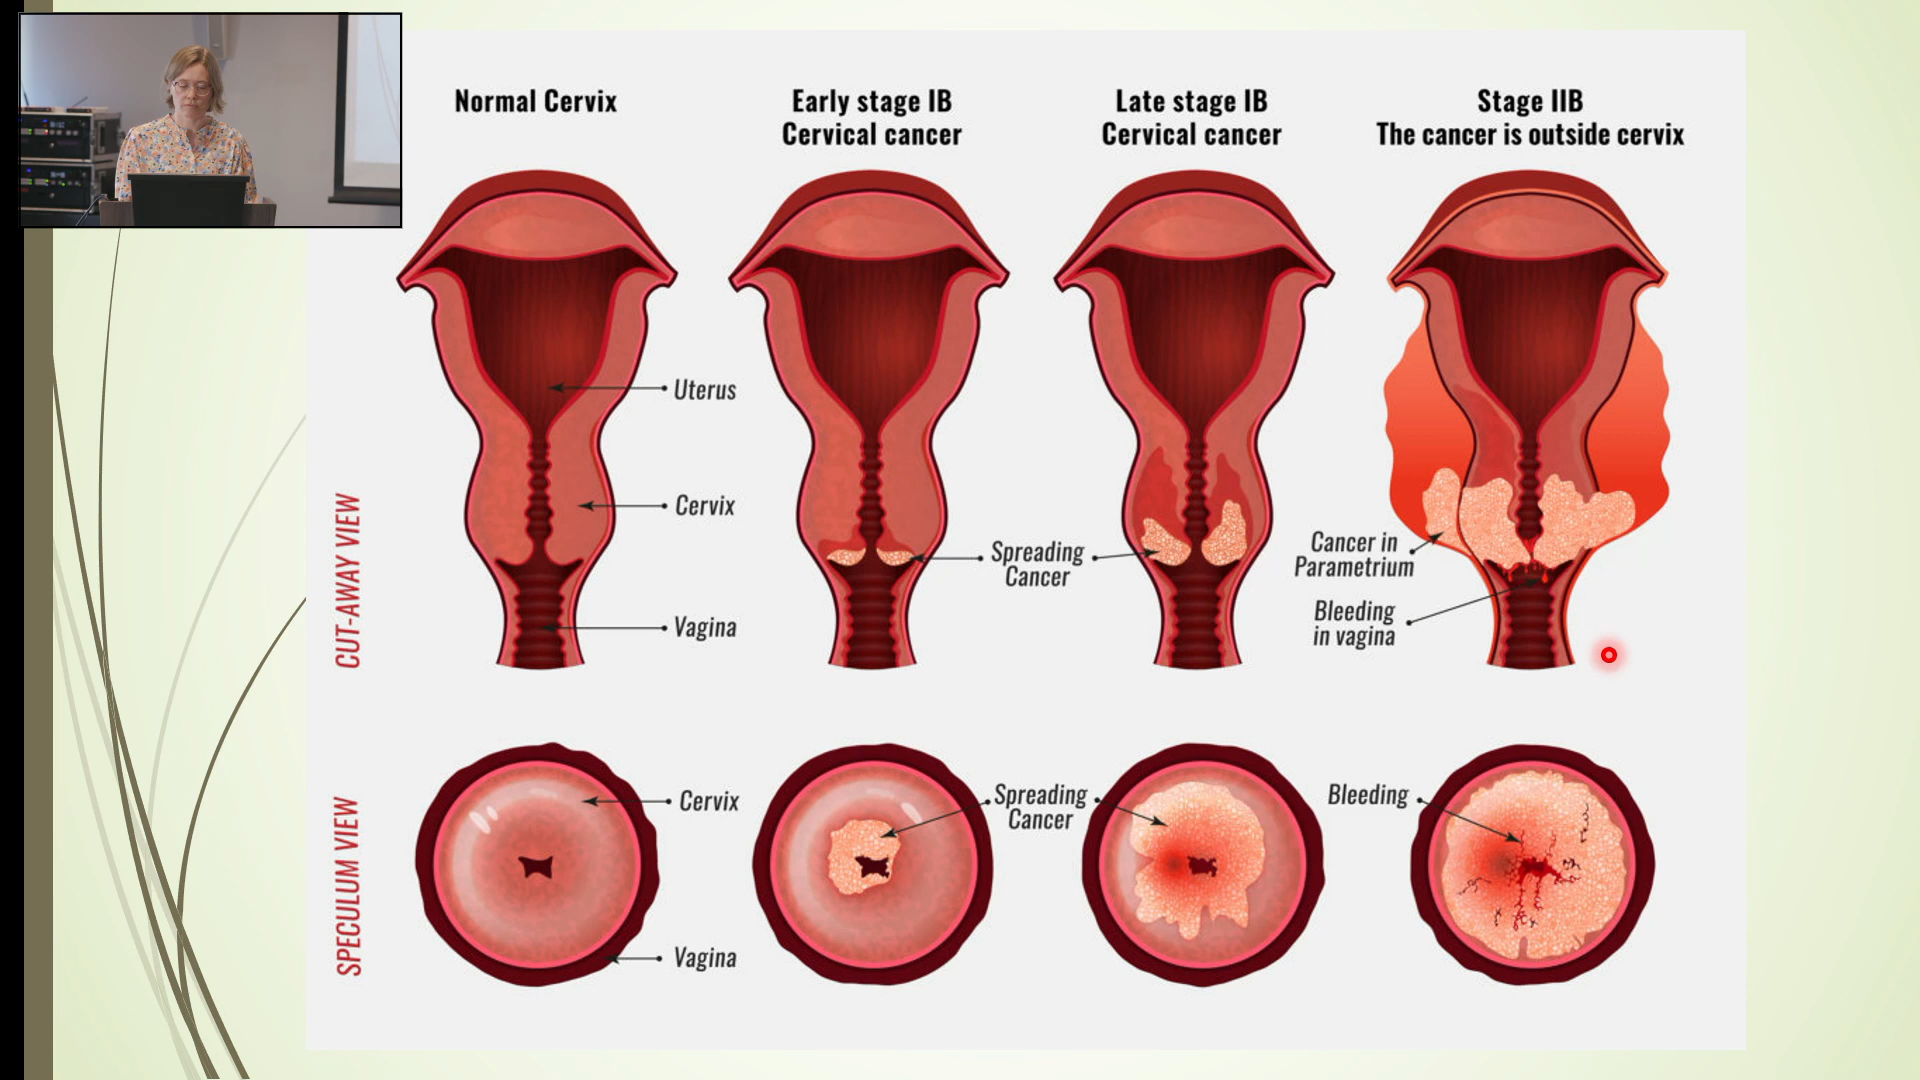 Normal Cervix
Early stage IB
Cervical cancer
Late stage IB
Cervical cancer
Stage IIB
The cancer is outside cervix
CUT-AWAY VIEW
Uterus
Cervix
Vagina
Spreading
Cancer
Cancer in
Parametrium
Bleeding
in vagina
SPECULUM VIEW
Cervix
Vagina
Spreading
Cancer
Bleeding